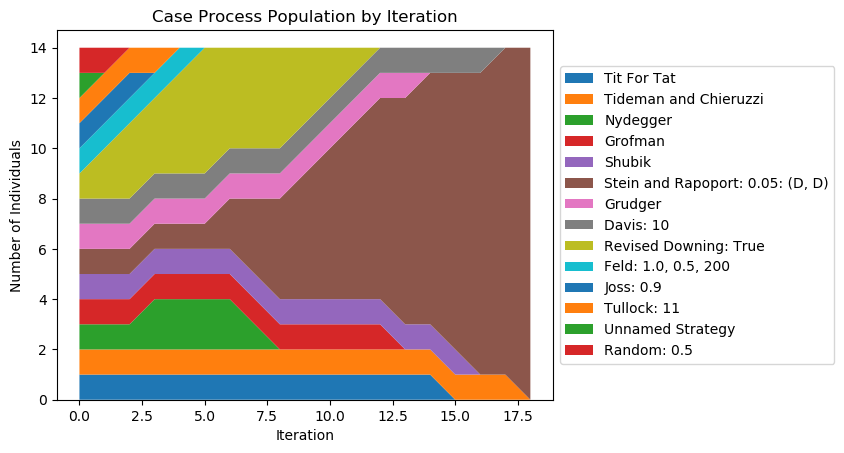 Case Process Population by Iteration
Number of Individuals
14
12
10
8
6
4
2
0
0.0
2.5
5.0
7.5
10.0
12.5
15.0
17.5
Iteration
Tit For Tat
Tideman and Chieruzzi
Nydegger
Grofman
Shubik
Stein and Rapoport: 0.05: (D, D)
Grudger
Davis: 10
Revised Downing: True
Feld: 1.0, 0.5, 200
Joss: 0.9
Tullock: 11
Unnamed Strategy
Random: 0.5